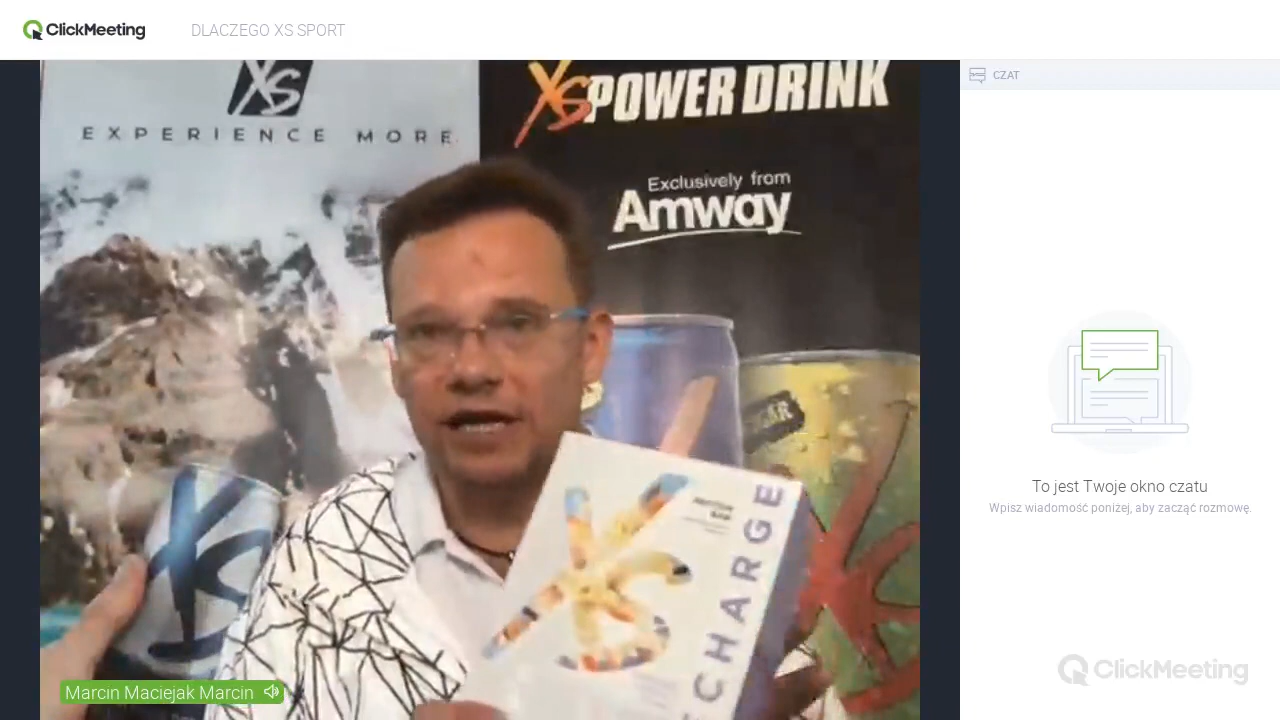 ClickMeeting
DLACZEGO XS SPORT
CZAT
XS
EXPERIENCE MORE.
XS POWER DRINK
Exclusively from
Amway
XS
XS
CHARGE
To jest Twoje okno czatu
Wpisz wiadomość poniżej, aby zacząć rozmowę.
ClickMeeting
Marcin Maciejak Marcin